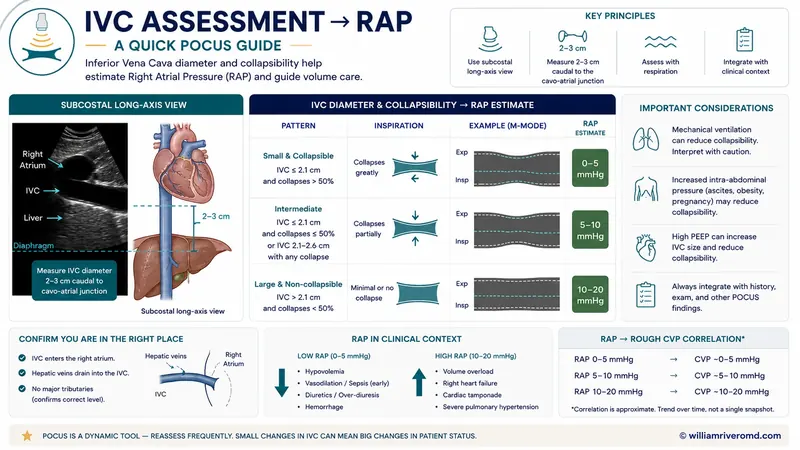 IVC ASSESSMENT → RAP
A QUICK POCUS GUIDE
Inferior Vena Cava diameter and collapsibility help
estimate Right Atrial Pressure (RAP) and guide volume care.
KEY PRINCIPLES
Use subcostal
long-axis view
2–3 cm
Measure 2–3 cm
caudal to the
cavo-atrial junction
Assess with
respiration
Integrate with
clinical context
SUBCOSTAL LONG-AXIS VIEW
Right
Atrium
IVC
Liver
Diaphragm
2–3 cm
Measure IVC diameter
2–3 cm caudal to
cavo-atrial junction
Subcostal long-axis view
IVC DIAMETER & COLLAPSIBILITY → RAP ESTIMATE
PATTERN
INSPIRATION
EXAMPLE (M-MODE)
RAP
ESTIMATE
Small & Collapsible
IVC ≤ 2.1 cm
and collapses > 50%
Collapses
greatly
Exp
Insp
0–5
mmHg
Intermediate
IVC ≤ 2.1 cm
and collapses ≤ 50%
or IVC 2.1–2.6 cm
with any collapse
Collapses
partially
Exp
Insp
5–10
mmHg
Large & Non-collapsible
IVC > 2.1 cm
and collapses < 50%
Minimal or no
collapse
Exp
Insp
10–20
mmHg
IMPORTANT CONSIDERATIONS
Mechanical ventilation
can reduce collapsibility.
Interpret with caution.
Increased intra-abdominal
pressure (ascites, obesity,
pregnancy) may reduce
collapsibility.
High PEEP can increase
IVC size and reduce
collapsibility.
Always integrate with history,
exam, and other POCUS
findings.
CONFIRM YOU ARE IN THE RIGHT PLACE
IVC enters the right atrium.
Hepatic veins drain into the IVC.
No major tributaries
(confirms correct level).
Hepatic veins
Right
Atrium
IVC
RAP IN CLINICAL CONTEXT
LOW RAP (0–5 mmHg)
• Hypovolemia
• Vasodilation / Sepsis (early)
• Diuretics / Over-diuresis
• Hemorrhage
HIGH RAP (10–20 mmHg)
• Volume overload
• Right heart failure
• Cardiac tamponade
• Severe pulmonary hypertension
RAP → ROUGH CVP CORRELATION*
RAP 0–5 mmHg → CVP ~0–5 mmHg
RAP 5–10 mmHg → CVP ~5–10 mmHg
RAP 10–20 mmHg → CVP ~10–20 mmHg
*Correlation is approximate. Trend over time, not a single snapshot.
POCUS IS A DYNAMIC TOOL — REASSESS FREQUENTLY. SMALL CHANGES IN IVC CAN MEAN BIG CHANGES IN PATIENT STATUS.
© williamriveromd.com